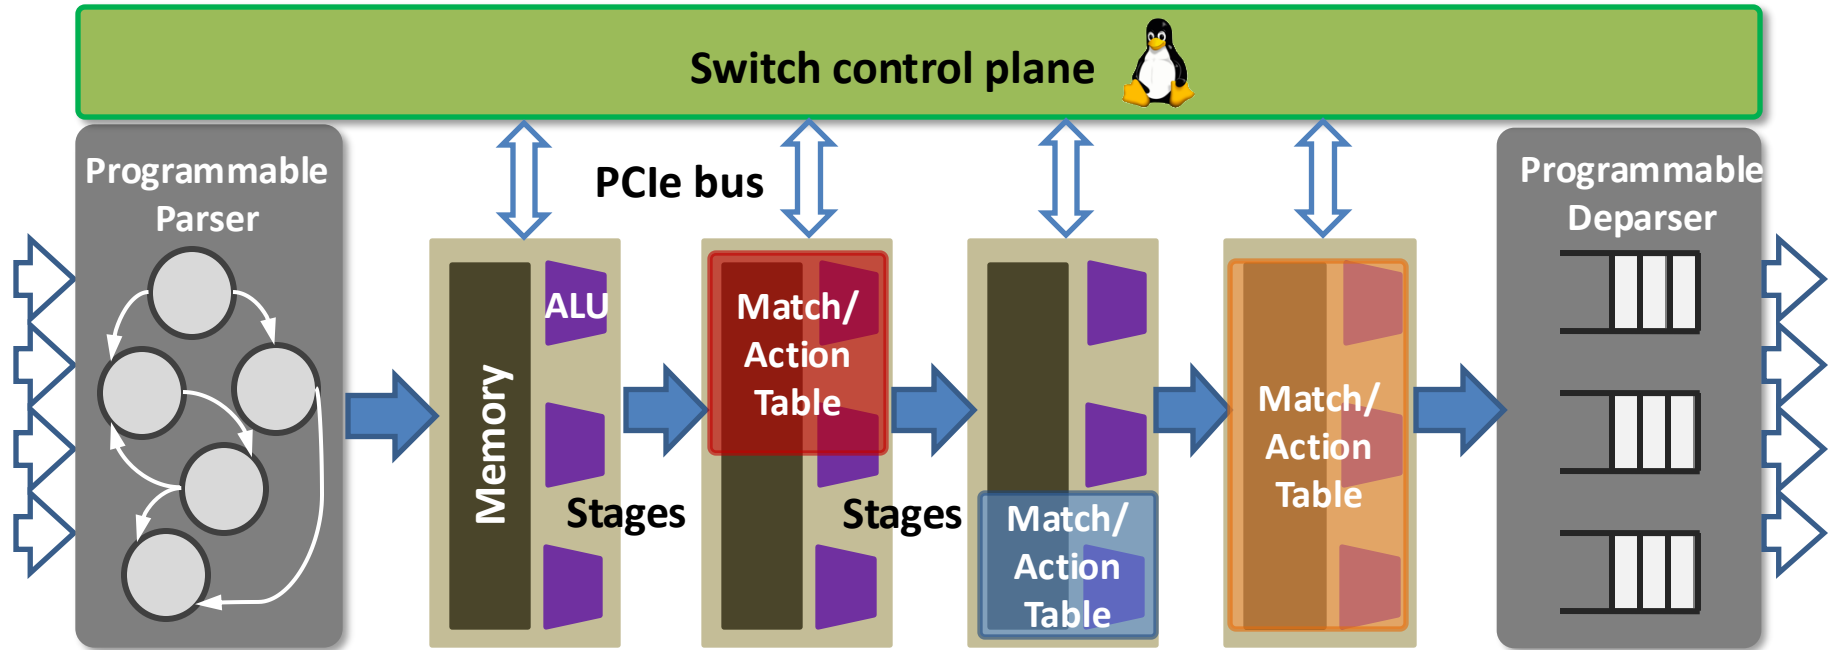 Switch control plane
Programmable
Parser
PCIe bus
Programmable
Deparser
ALU
Memory
Stages
Match/
Action
Table
Stages
Match/
Action
Table
Match/
Action
Table